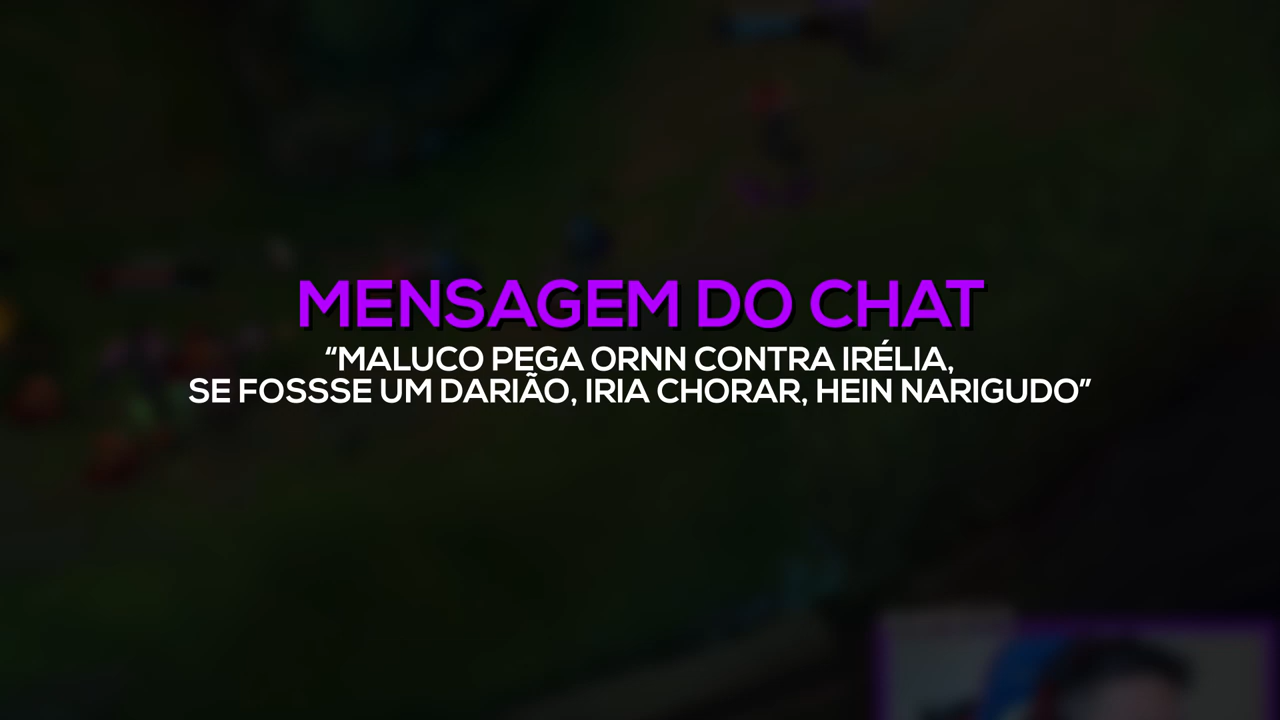 MENSAGEM DO CHAT
“MALUCO PEGA ORNN CONTRA IRÉLIA,
SE FOSSSE UM DARIÃO, IRIA CHORAR, HEIN NARIGUDO”